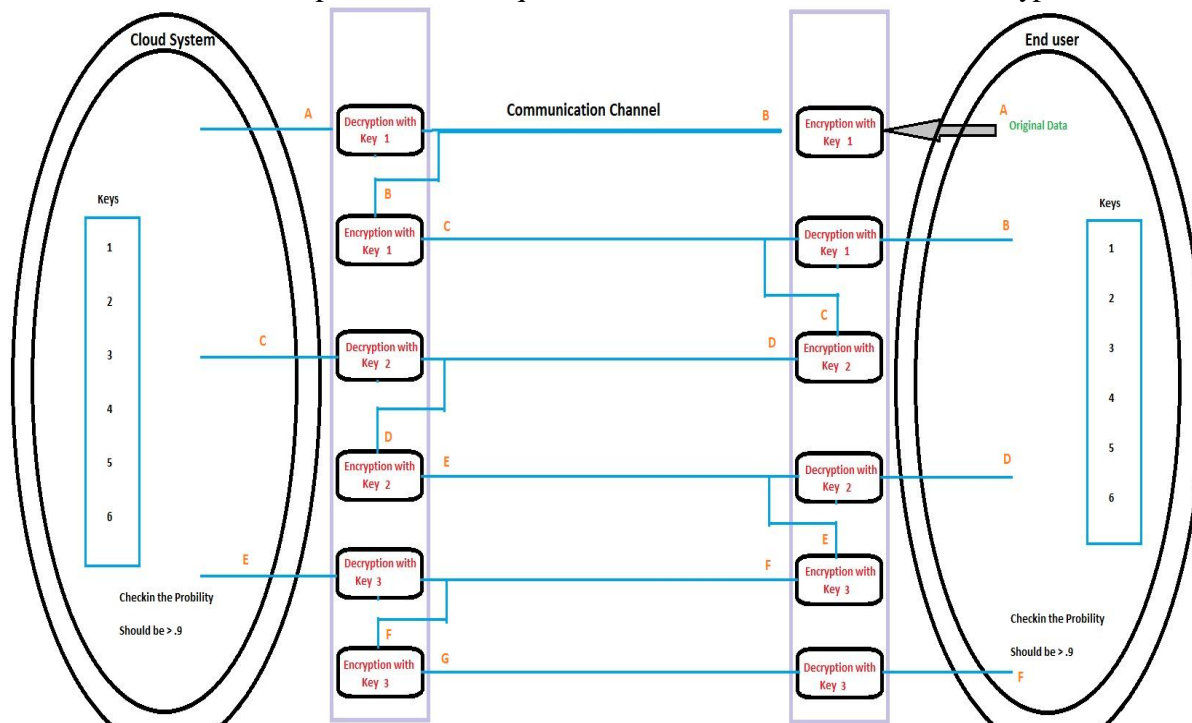 Cloud System
End user
Communication Channel
A
Decryption with
Key 1
B
Encryption with
Key 1
A
Original Data
B
Keys
Encryption with
Key 1
C
Decryption with
Key 1
B
Keys
1
2
3
4
5
6
1
2
3
4
5
6
C
C
Decryption with
Key 2
D
Encryption with
Key 2
D
Encryption with
Key 2
E
Decryption with
Key 2
D
E
E
Decryption with
Key 3
F
Encryption with
Key 3
Checkin the Probility
Should be > .9
F
Encryption with
Key 3
G
Decryption with
Key 3
F
Checkin the Probility
Should be > .9